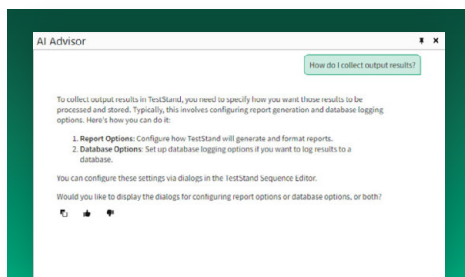 AI Advisor
How do I collect output results?
To collect output results in TestStand, you need to specify how you want those results to be
processed and stored. Typically, this involves configuring report generation and database logging
options. Here's how you can do it:
1. Report Options: Configure how TestStand will generate and format reports.
2. Database Options: Set up database logging options if you want to log results to a
database.
You can configure these settings via dialogs in the TestStand Sequence Editor.
Would you like to display the dialogs for configuring report options or database options, or both?